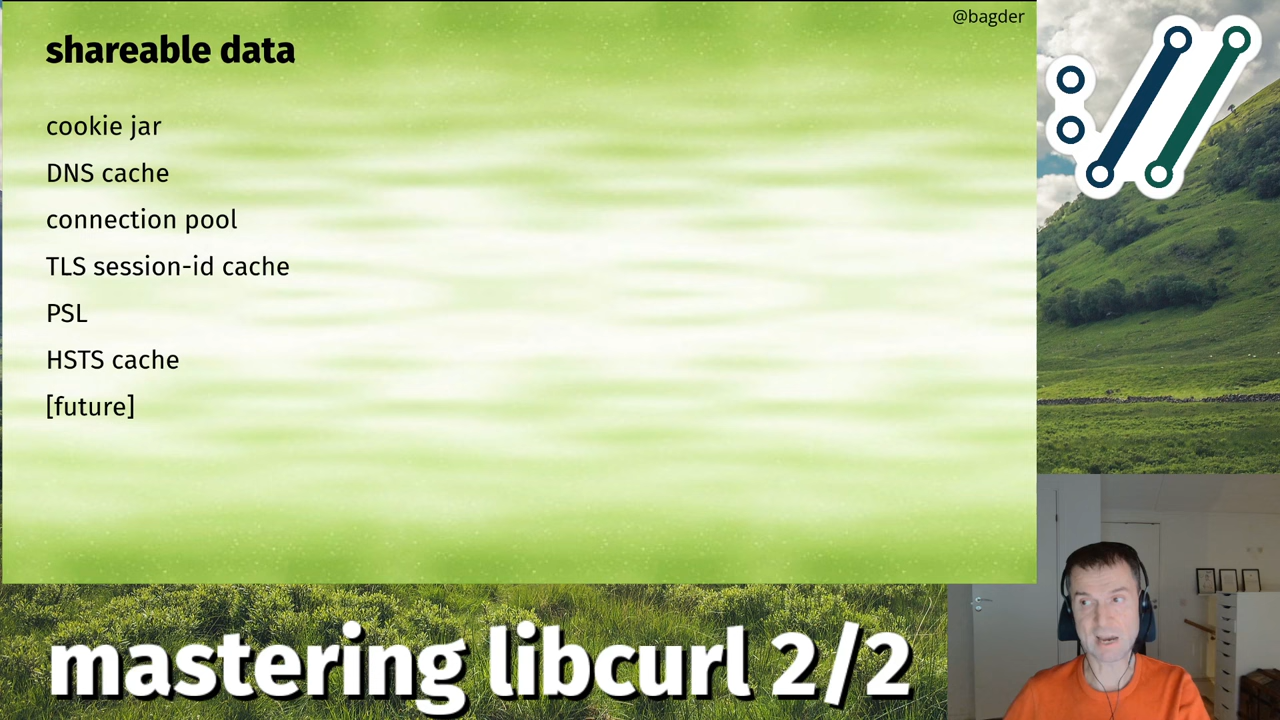 @bagder
shareable data
cookie jar
DNS cache
connection pool
TLS session-id cache
PSL
HSTS cache
[future]
mastering libcurl 2/2